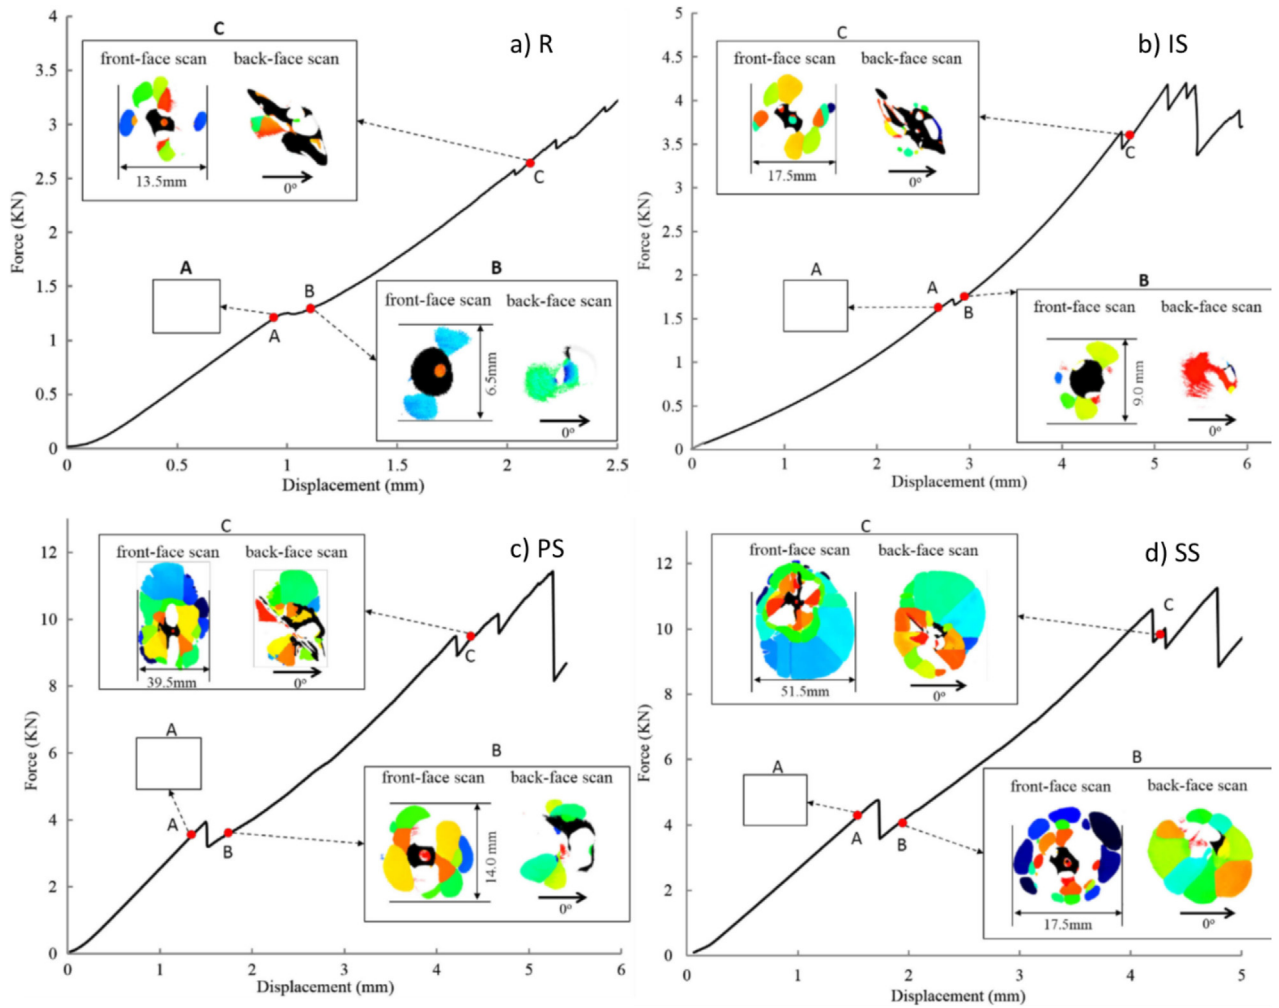 a) R
C
front-face scan back-face scan
13.5mm
0°
A
B
front-face scan back-face scan
6.5mm
0°
A
B
C
Force (KN)
4
3.5
3
2.5
2
1.5
1
0.5
0
0 0.5 1 1.5 2 2.5
Displacement (mm)
b) IS
C
front-face scan back-face scan
17.5mm
0°
A
B
front-face scan back-face scan
9.0 mm
0°
A
B
C
Force (KN)
5
4.5
4
3.5
3
2.5
2
1.5
1
0.5
0
0 1 2 3 4 5 6
Displacement (mm)
c) PS
C
front-face scan back-face scan
39.5mm
0°
A
B
front-face scan back-face scan
14.0 mm
0°
A
B
C
Force (KN)
12
10
8
6
4
2
0
0 1 2 3 4 5 6
Displacement (mm)
d) SS
C
front-face scan back-face scan
51.5mm
0°
A
B
front-face scan back-face scan
17.5mm
0°
A
B
C
Force (KN)
12
10
8
6
4
2
0
0 1 2 3 4 5
Displacement (mm)